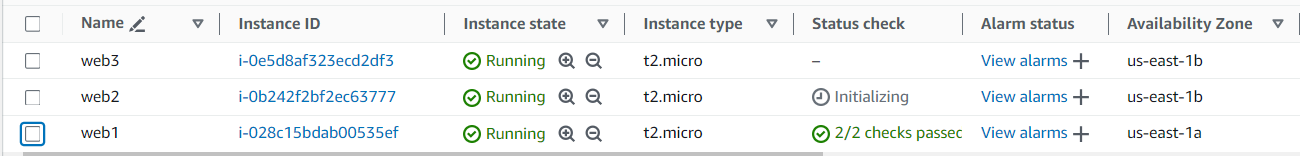 Name Instance ID Instance state Instance type Status check Alarm status Availability Zone
web3 i-0e5d8af323ecd2df3 Running t2.micro – View alarms + us-east-1b
web2 i-0b242f2bf2ec63777 Running t2.micro Initializing View alarms + us-east-1b
web1 i-028c15bdab00535ef Running t2.micro 2/2 checks passec View alarms + us-east-1a